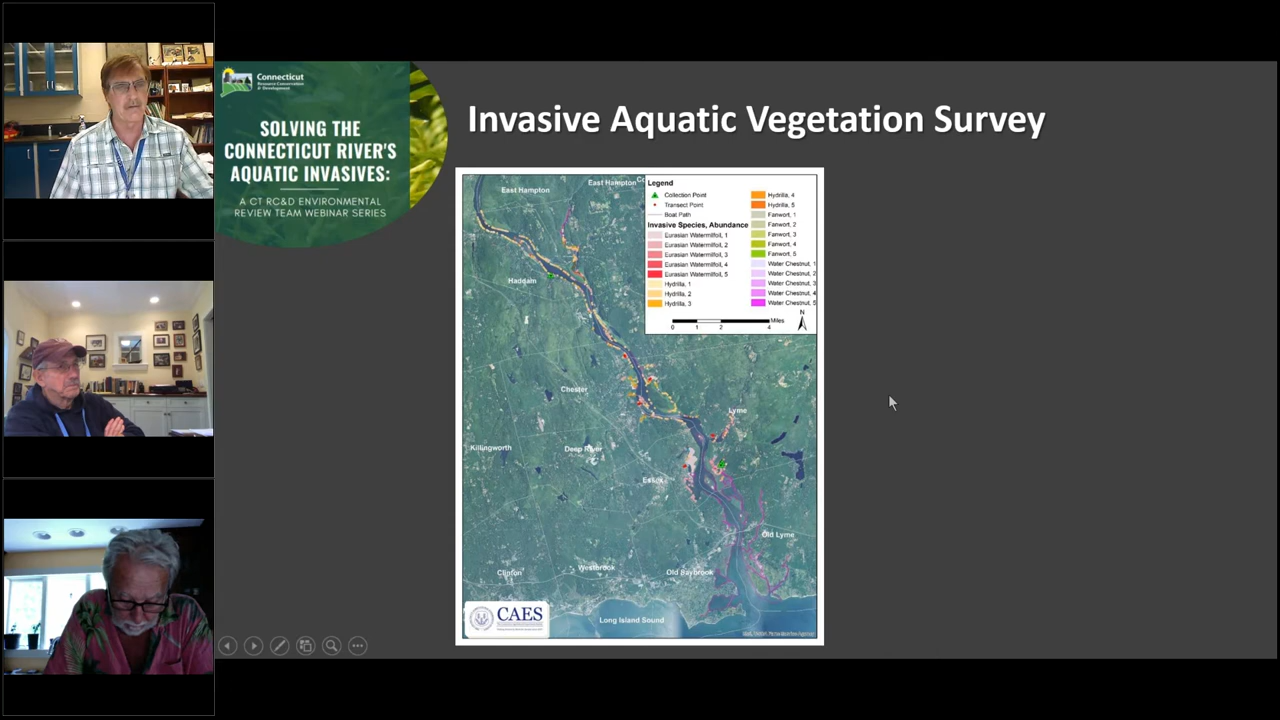 Connecticut
Resource Conservation
& Development
SOLVING THE
CONNECTICUT RIVER'S
AQUATIC INVASIVES:
A CT RC&D ENVIRONMENTAL
REVIEW TEAM WEBINAR SERIES
Invasive Aquatic Vegetation Survey
East Hampton
East Hampton
Haddam
Chester
Lyme
Killingworth
Deep River
Essex
Old Lyme
Clinton
Westbrook
Old Saybrook
Long Island Sound
CAES
Legend
Collection Point
Transect Point
Boat Path
Invasive Species, Abundance
Eurasian Watermilfoil, 1
Eurasian Watermilfoil, 2
Eurasian Watermilfoil, 3
Eurasian Watermilfoil, 4
Eurasian Watermilfoil, 5
Hydrilla, 1
Hydrilla, 2
Hydrilla, 3
Hydrilla, 4
Hydrilla, 5
Fanwort, 1
Fanwort, 2
Fanwort, 3
Fanwort, 4
Fanwort, 5
Water Chestnut, 1
Water Chestnut, 2
Water Chestnut, 3
Water Chestnut, 4
Water Chestnut, 5
N
Miles
0 1 2 4